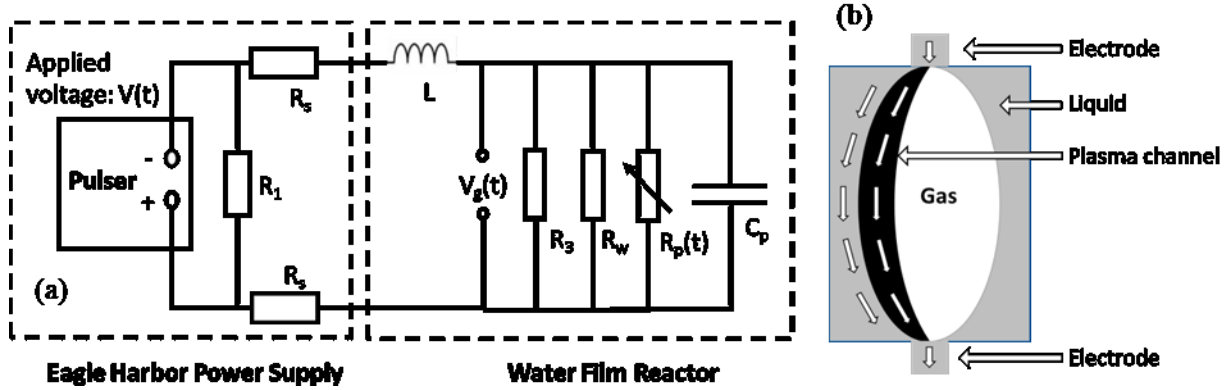 Applied
voltage: V(t)
Pulser
-
+
R1
Rs
Rs
(a)
L
Vg(t)
R3
Rw
Rp(t)
Cp
Eagle Harbor Power Supply
Water Film Reactor
(b)
Electrode
Liquid
Plasma channel
Gas
Electrode